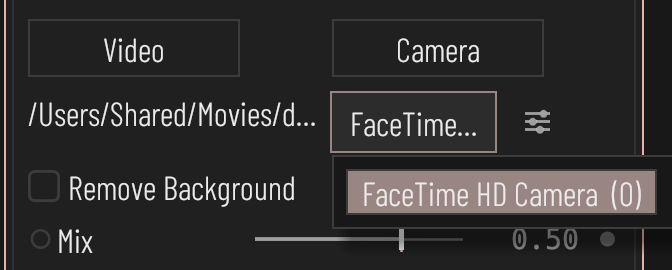 Video
Camera
/Users/Shared/Movies/d...
FaceTime...
Remove Background
FaceTime HD Camera (0)
Mix
0.50